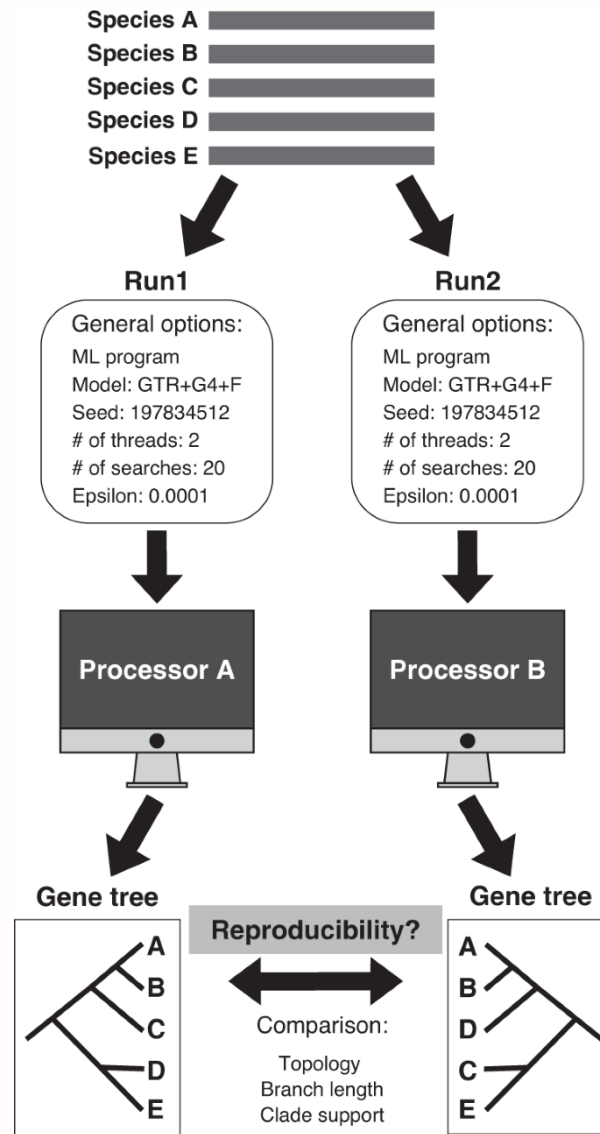 Species A
Species B
Species C
Species D
Species E
Run1
General options:
ML program
Model: GTR+G4+F
Seed: 197834512
# of threads: 2
# of searches: 20
Epsilon: 0.0001
Run2
General options:
ML program
Model: GTR+G4+F
Seed: 197834512
# of threads: 2
# of searches: 20
Epsilon: 0.0001
Processor A
Processor B
Gene tree
A
B
C
D
E
Reproducibility?
Comparison:
Topology
Branch length
Clade support
Gene tree
A
B
D
C
E